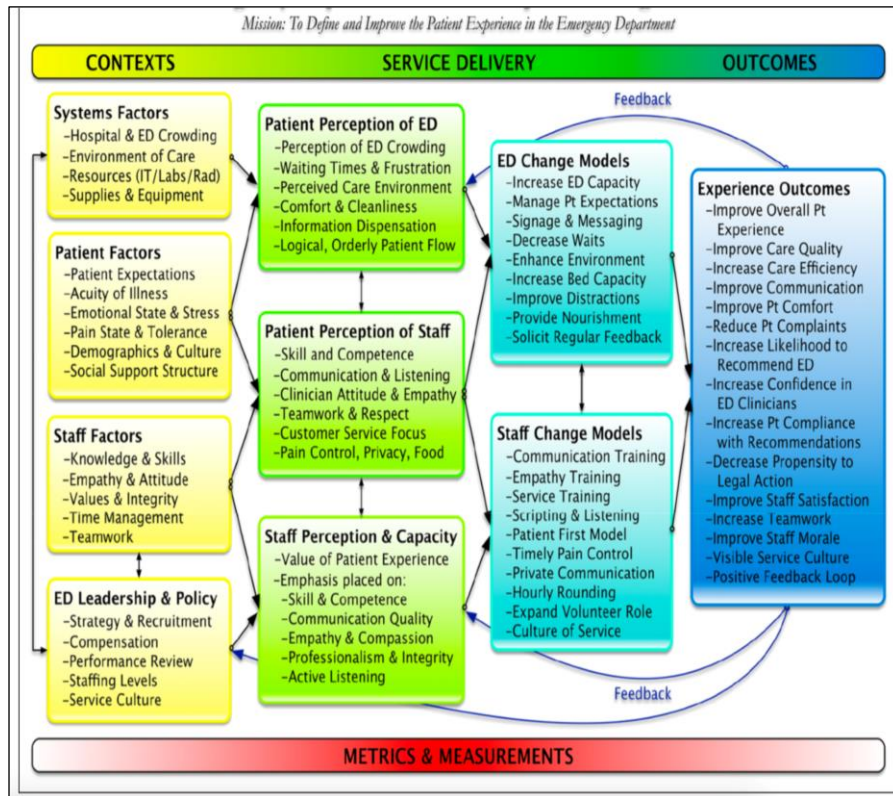 Mission: To Define and Improve the Patient Experience in the Emergency Department
CONTEXTS
SERVICE DELIVERY
OUTCOMES
Systems Factors
–Hospital & ED Crowding
–Environment of Care
–Resources (IT/Labs/Rad)
–Supplies & Equipment
Patient Factors
–Patient Expectations
–Acuity of Illness
–Emotional State & Stress
–Pain State & Tolerance
–Demographics & Culture
–Social Support Structure
Staff Factors
–Knowledge & Skills
–Empathy & Attitude
–Values & Integrity
–Time Management
–Teamwork
ED Leadership & Policy
–Strategy & Recruitment
–Compensation
–Performance Review
–Staffing Levels
–Service Culture
Patient Perception of ED
–Perception of ED Crowding
–Waiting Times & Frustration
–Perceived Care Environment
–Comfort & Cleanliness
–Information Dispensation
–Logical, Orderly Patient Flow
Patient Perception of Staff
–Skill and Competence
–Communication & Listening
–Clinician Attitude & Empathy
–Teamwork & Respect
–Customer Service Focus
–Pain Control, Privacy, Food
Staff Perception & Capacity
–Value of Patient Experience
–Emphasis placed on:
–Skill & Competence
–Communication Quality
–Empathy & Compassion
–Professionalism & Integrity
–Active Listening
Feedback
ED Change Models
–Increase ED Capacity
–Manage Pt Expectations
–Signage & Messaging
–Decrease Waits
–Enhance Environment
–Increase Bed Capacity
–Improve Distractions
–Provide Nourishment
–Solicit Regular Feedback
Staff Change Models
–Communication Training
–Empathy Training
–Service Training
–Scripting & Listening
–Patient First Model
–Timely Pain Control
–Private Communication
–Hourly Rounding
–Expand Volunteer Role
–Culture of Service
Experience Outcomes
–Improve Overall Pt
Experience
–Improve Care Quality
–Increase Care Efficiency
–Improve Communication
–Improve Pt Comfort
–Reduce Pt Complaints
–Increase Likelihood to
Recommend ED
–Increase Confidence in
ED Clinicians
–Increase Pt Compliance
with Recommendations
–Decrease Propensity to
Legal Action
–Improve Staff Satisfaction
–Increase Teamwork
–Improve Staff Morale
–Visible Service Culture
–Positive Feedback Loop
Feedback
METRICS & MEASUREMENTS